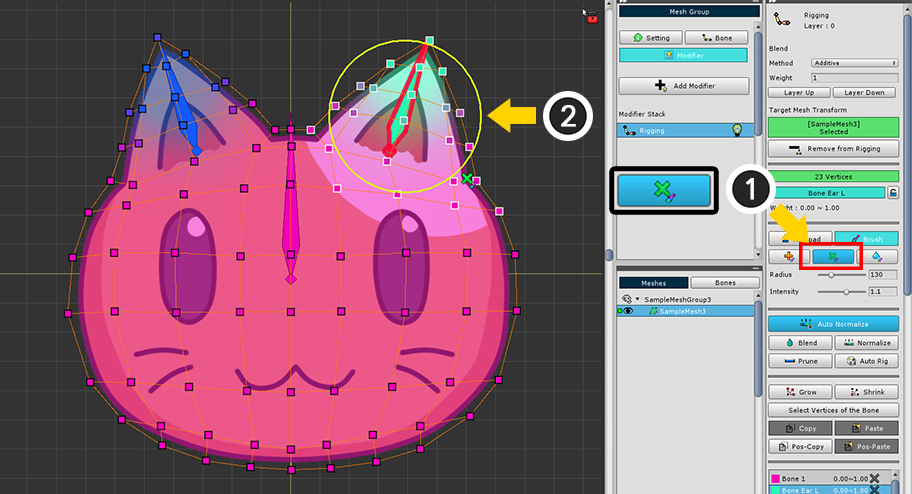 Mesh Group
Setting
Bone
Modifier
Add Modifier
Modifier Stack
Rigging
Meshes
Bones
SampleMeshGroup3
SampleMesh3
Rigging
Layer : 0
Blend
Method
Additive
Weight
1
Layer Up
Layer Down
Target Mesh Transform
[SampleMesh3]
Selected
Remove from Rigging
23 Vertices
Bone Ear L
: 0.00 ~ 1.00
Brush
Radius
130
Intensity
1.1
Auto Normalize
Blend
Normalize
Prune
Auto Rig
Grow
Shrink
Select Vertices of the Bone
Copy
Paste
Pos-Copy
Pos-Paste
Bone 1
0.00~1.00
Bone Ear L
0.00~1.00
1
2